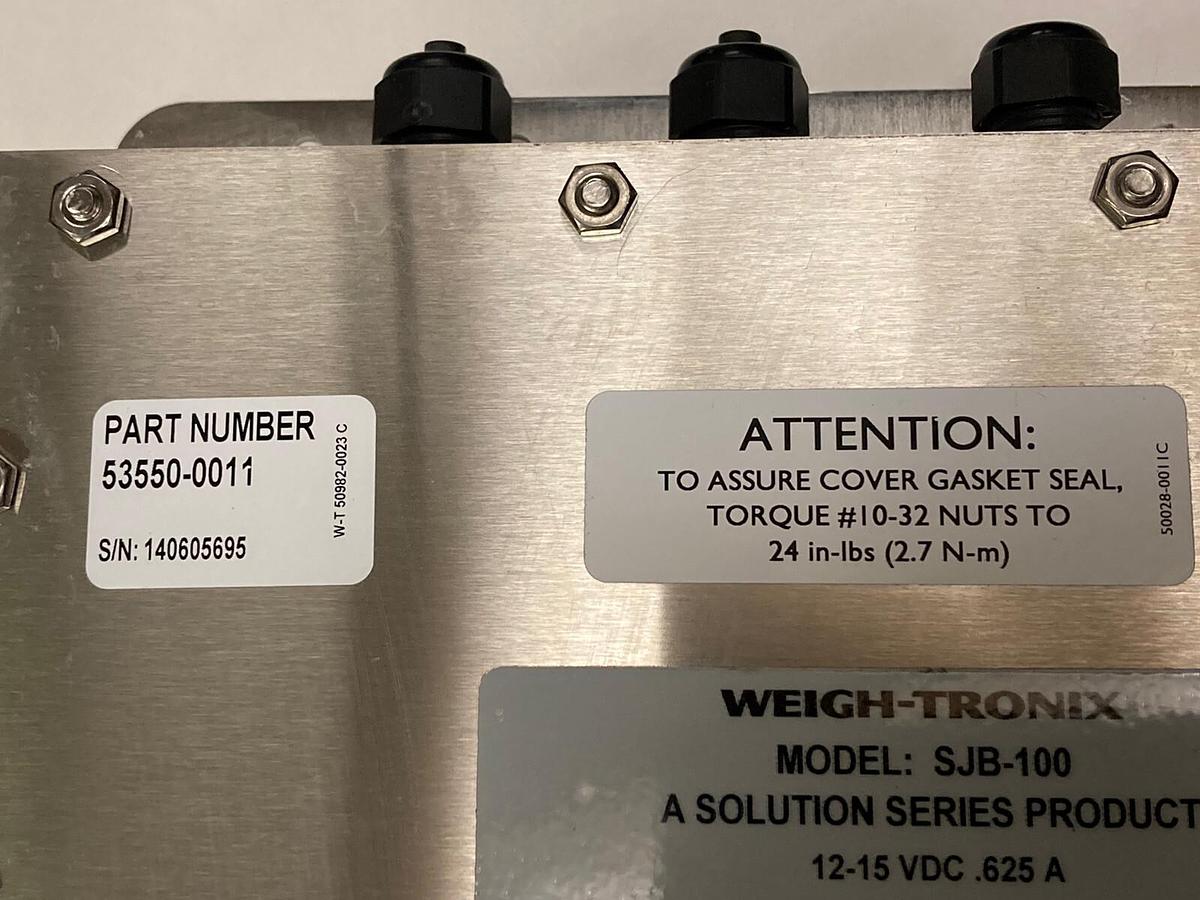 PART NUMBER
53550-0011
S/N: 140605695
W-T 50982-0023 C
ATTENTION:
TO ASSURE COVER GASKET SEAL,
TORQUE #10-32 NUTS TO
24 in-lbs (2.7 N-m)
50028-0011C
WEIGH-TRONIX
MODEL: SJB-100
A SOLUTION SERIES PRODUCT
12-15 VDC .625 A